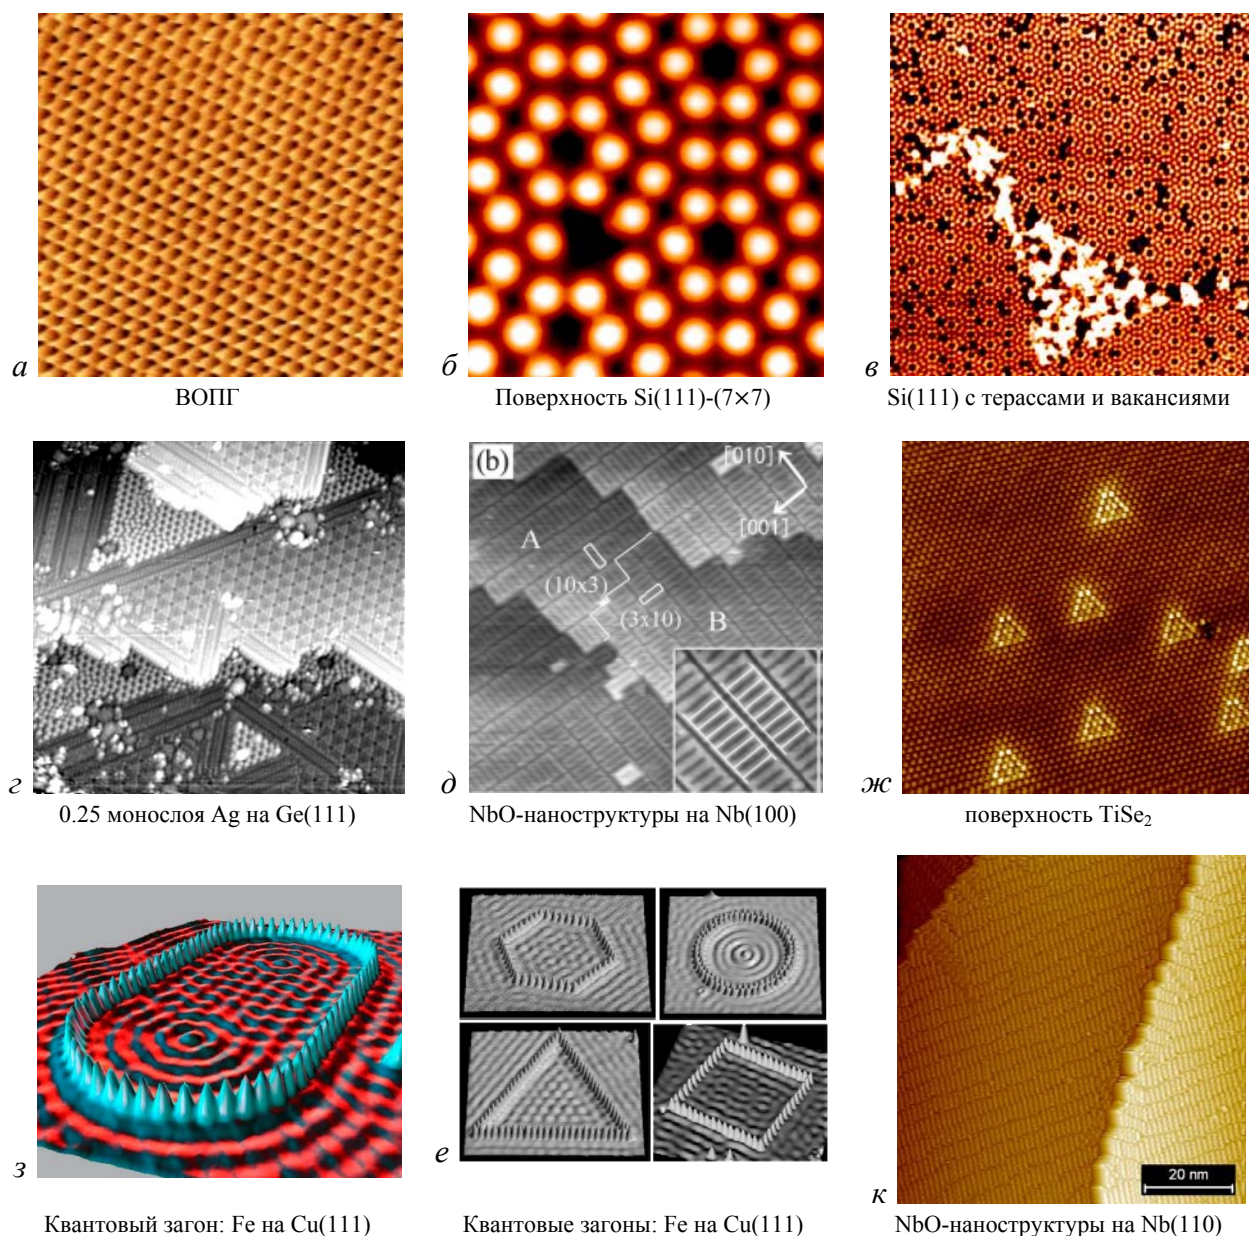 а
ВОПГ
б
Поверхность Si(111)-(7×7)
в
Si(111) с террассами и вакансиями
г
0.25 монослоя Ag на Ge(111)
(b)
[010]
[001]
A
(10x3)
(3x10)
B
д
NbO-наноструктуры на Nb(100)
ж
поверхность TiSe₂
з
Квантовый загон: Fe на Cu(111)
е
Квантовые загоны: Fe на Cu(111)
20 nm
к
NbO-наноструктуры на Nb(110)